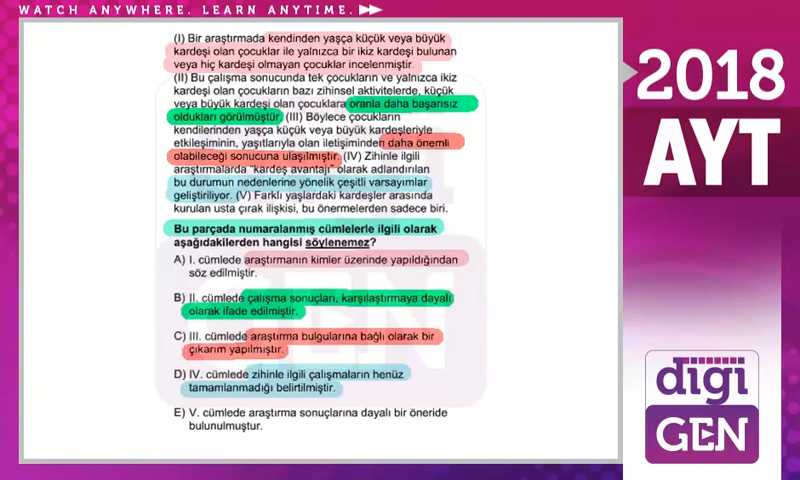 WATCH ANYWHERE. LEARN ANYTIME.
(I) Bir araştırmada kendinden yaşça küçük veya büyük
kardeşi olan çocuklar ile yalnızca bir ikiz kardeşi bulunan
veya hiç kardeşi olmayan çocuklar incelenmiştir.
(II) Bu çalışma sonucunda tek çocukların ve yalnızca ikiz
kardeşi olan çocukların bazı zihinsel aktivitelerde, küçük
veya büyük kardeşi olan çocuklara oranla daha başarısız
oldukları görülmüştür. (III) Böylece çocukların
kendilerinden yaşça küçük veya büyük kardeşleriyle
etkileşiminin, yaşıtlarıyla olan iletişiminden daha önemli
olabileceği sonucuna ulaşılmıştır. (IV) Zihinle ilgili
araştırmalarda “kardeş avantajı” olarak adlandırılan
bu durumun nedenlerine yönelik çeşitli varsayımlar
geliştiriliyor. (V) Farklı yaşlardaki kardeşler arasında
kurulan usta çırak ilişkisi, bu önermelerden sadece biri.
Bu parçada numaralanmış cümlelerle ilgili olarak
aşağıdakilerden hangisi söylenemez?
A) I. cümlede araştırmanın kimler üzerinde yapıldığından
söz edilmiştir.
B) II. cümlede çalışma sonuçları, karşılaştırmaya dayalı
olarak ifade edilmiştir.
C) III. cümlede araştırma bulgularına bağlı olarak bir
çıkarım yapılmıştır.
D) IV. cümlede zihinle ilgili çalışmaların henüz
tamamlanmadığı belirtilmiştir.
E) V. cümlede araştırma sonuçlarına dayalı bir öneride
bulunulmuştur.
2018
AYT
digi
GEN